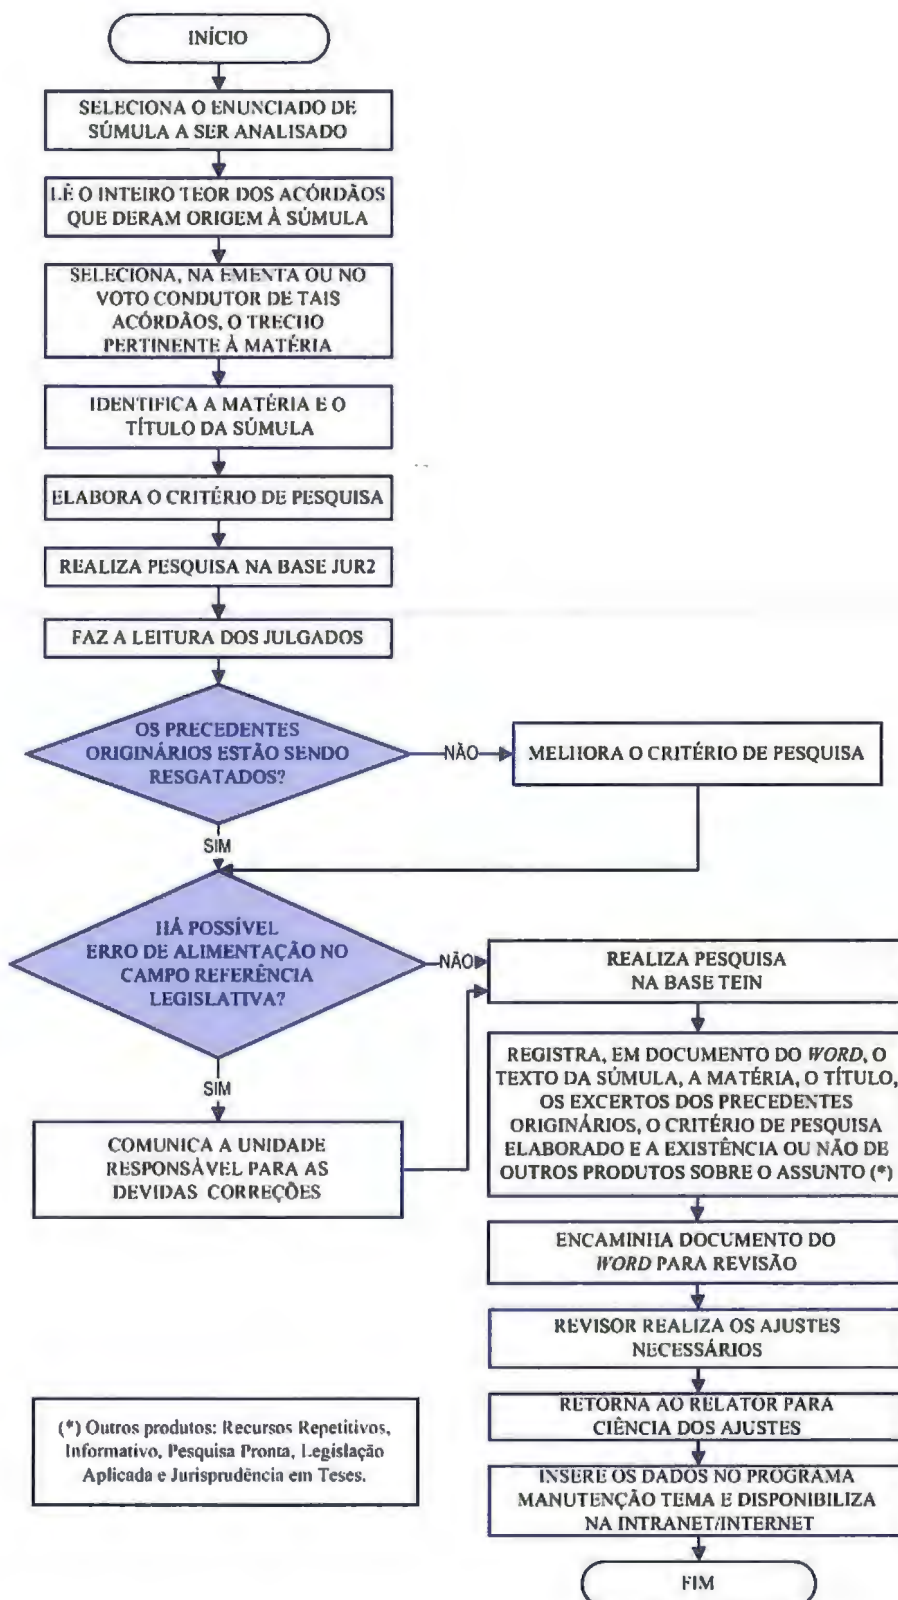 INÍCIO
SELECIONA O ENUNCIADO DE
SÚMULA A SER ANALISADO
LÊ O INTEIRO TEOR DOS ACÓRDÃOS
QUE DERAM ORIGEM À SÚMULA
SELECIONA, NA EMENTA OU NO
VOTO CONDUTOR DE TAIS
ACÓRDÃOS, O TRECHO
PERTINENTE À MATÉRIA
IDENTIFICA A MATÉRIA E O
TÍTULO DA SÚMULA
ELABORA O CRITÉRIO DE PESQUISA
REALIZA PESQUISA NA BASE JUR2
FAZ A LEITURA DOS JULGADOS
OS PRECEDENTES
ORIGINÁRIOS ESTÃO SENDO
RESGATADOS?
NÃO
MELHORA O CRITÉRIO DE PESQUISA
SIM
HÁ POSSÍVEL
ERRO DE ALIMENTAÇÃO NO
CAMPO REFERÊNCIA
LEGISLATIVA?
NÃO
REALIZA PESQUISA
NA BASE TEIN
SIM
COMUNICA A UNIDADE
RESPONSÁVEL PARA AS
DEVIDAS CORREÇÕES
REGISTRA, EM DOCUMENTO DO WORD, O
TEXTO DA SÚMULA, A MATÉRIA, O TÍTULO,
OS EXCERTOS DOS PRECEDENTES
ORIGINÁRIOS, O CRITÉRIO DE PESQUISA
ELABORADO E A EXISTÊNCIA OU NÃO DE
OUTROS PRODUTOS SOBRE O ASSUNTO (*)
ENCAMINHA DOCUMENTO DO
WORD PARA REVISÃO
REVISOR REALIZA OS AJUSTES
NECESSÁRIOS
RETORNA AO RELATOR PARA
CIÊNCIA DOS AJUSTES
INSERE OS DADOS NO PROGRAMA
MANUTENÇÃO TEMA E DISPONIBILIZA
NA INTRANET/INTERNET
FIM
(*) Outros produtos: Recursos Repetitivos,
Informativo, Pesquisa Pronta, Legislação
Aplicada e Jurisprudência em Teses.